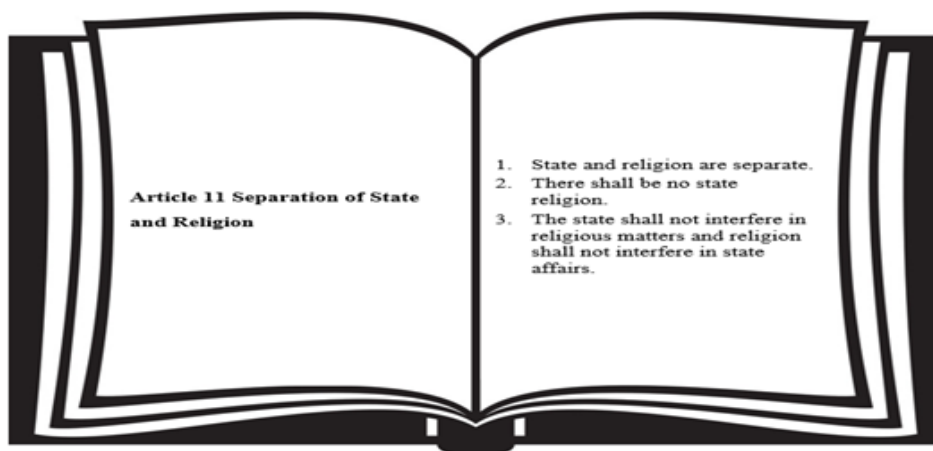 Article 11 Separation of State
and Religion
1. State and religion are separate.
2. There shall be no state
religion.
3. The state shall not interfere in
religious matters and religion
shall not interfere in state
affairs.